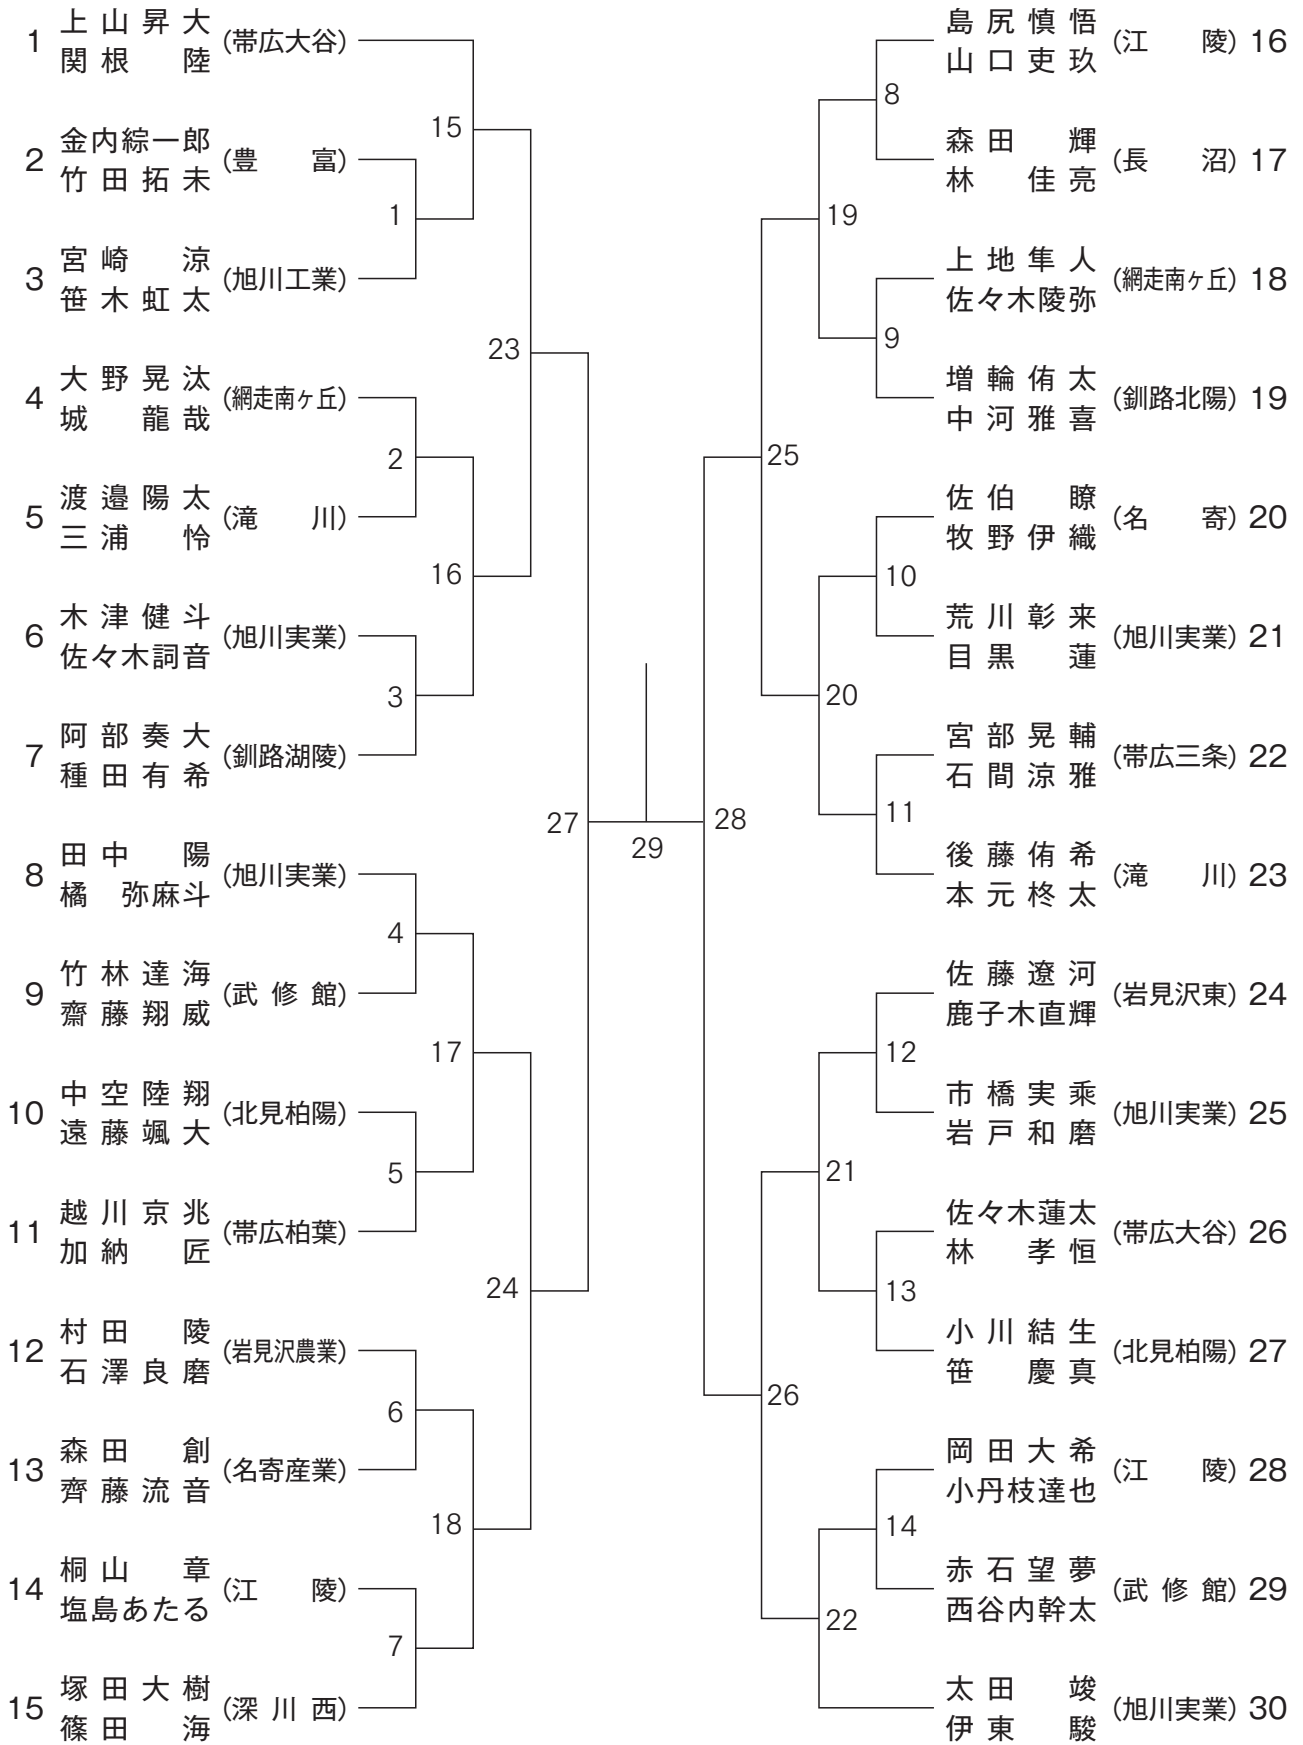 1 上山昇大 関根陸 (帯広大谷)
2 金内綜一郎 竹田拓未 (豊富)
3 宮崎涼 笹木虹太 (旭川工業)
4 大野晃汰 城龍哉 (網走南ヶ丘)
5 渡邉陽太 三浦怜 (滝川)
6 木津健斗 佐々木詞音 (旭川実業)
7 阿部奏大 種田有希 (釧路湖陵)
8 田中陽 橘弥麻斗 (旭川実業)
9 竹林達海 齋藤翔威 (武修館)
10 中空陸翔 遠藤颯大 (北見柏陽)
11 越川京兆 加納匠 (帯広柏葉)
12 村田陵 石澤良磨 (岩見沢農業)
13 森田創 齊藤流音 (名寄産業)
14 桐山章 塩島あたる (江陵)
15 塚田大樹 篠田海 (深川西)
1
2
3
4
5
6
7
15
16
17
18
23
24
27
29
28
25
26
19
20
21
22
8
9
10
11
12
13
14
島尻慎悟 山口吏玖 (江陵) 16
森田輝 林佳亮 (長沼) 17
上地隼人 佐々木陵弥 (網走南ヶ丘) 18
増輪侑太 中河雅喜 (釧路北陽) 19
佐伯瞭 牧野伊織 (名寄) 20
荒川彰来 目黒蓮 (旭川実業) 21
宮部晃輔 石間涼雅 (帯広三条) 22
後藤侑希 本元柊太 (滝川) 23
佐藤遼河 鹿子木直輝 (岩見沢東) 24
市橋実乘 岩戸和磨 (旭川実業) 25
佐々木蓮太 林孝恒 (帯広大谷) 26
小川結生 笹慶真 (北見柏陽) 27
岡田大希 小丹枝達也 (江陵) 28
赤石望夢 西谷内幹太 (武修館) 29
太田竣 伊東駿 (旭川実業) 30